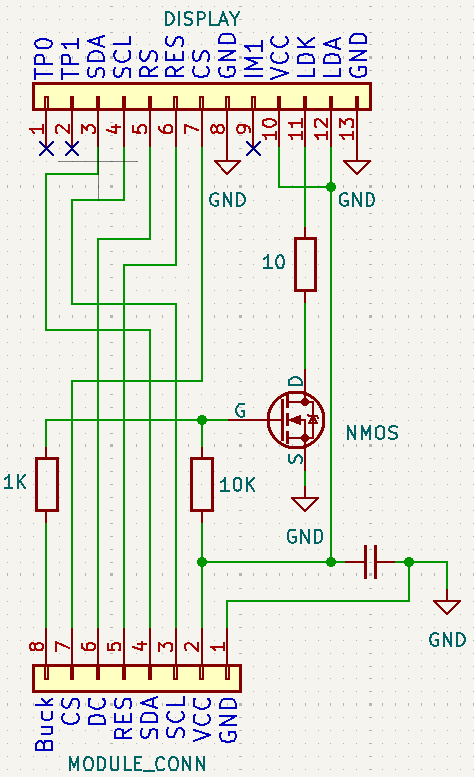 DISPLAY
TP0 TP1 SDA SCL RS RES CS GND IM1 VCC LDK LDA GND
1 2 3 4 5 6 7 8 9 10 11 12 13
GND GND
10
D
G
NMOS
S
1K 10K
GND
GND
8 7 6 5 4 3 2 1
Buck CS DC RES SDA SCL VCC GND
MODULE_CONN